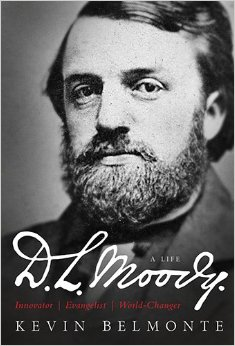 A LIFE
D. L. Moody.
Innovator | Evangelist | World-Changer
KEVIN BELMONTE